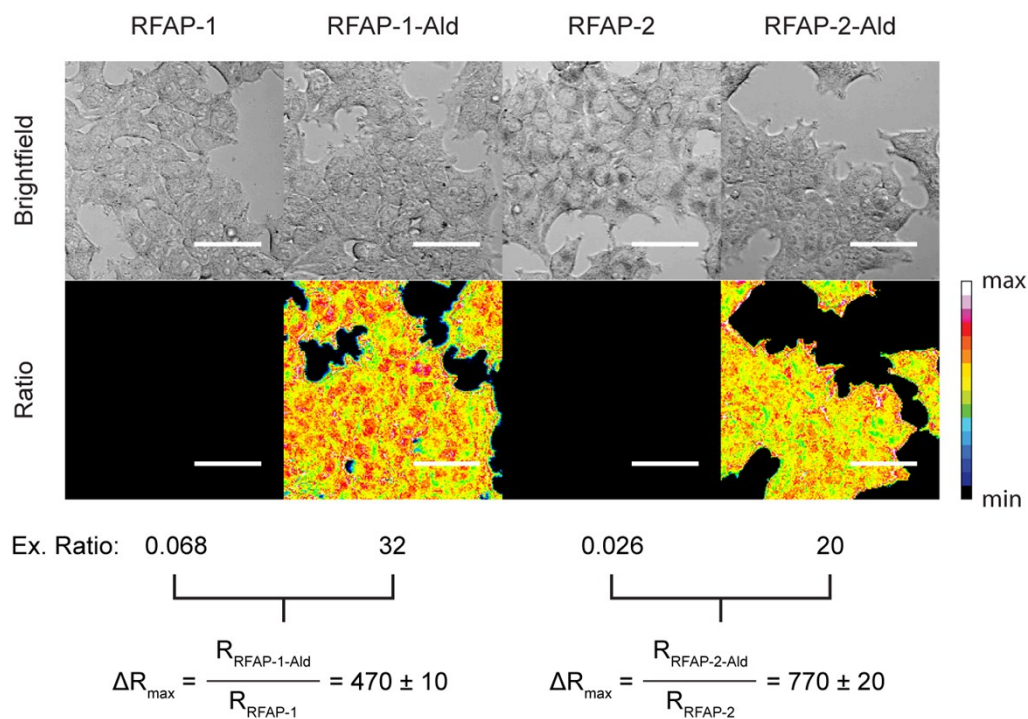 RFAP-1 RFAP-1-Ald RFAP-2 RFAP-2-Ald
Brightfield
Ratio
max
min
Ex. Ratio: 0.068 32 0.026 20
ΔRmax = RRFAP-1-Ald / RRFAP-1 = 470 ± 10
ΔRmax = RRFAP-2-Ald / RRFAP-2 = 770 ± 20